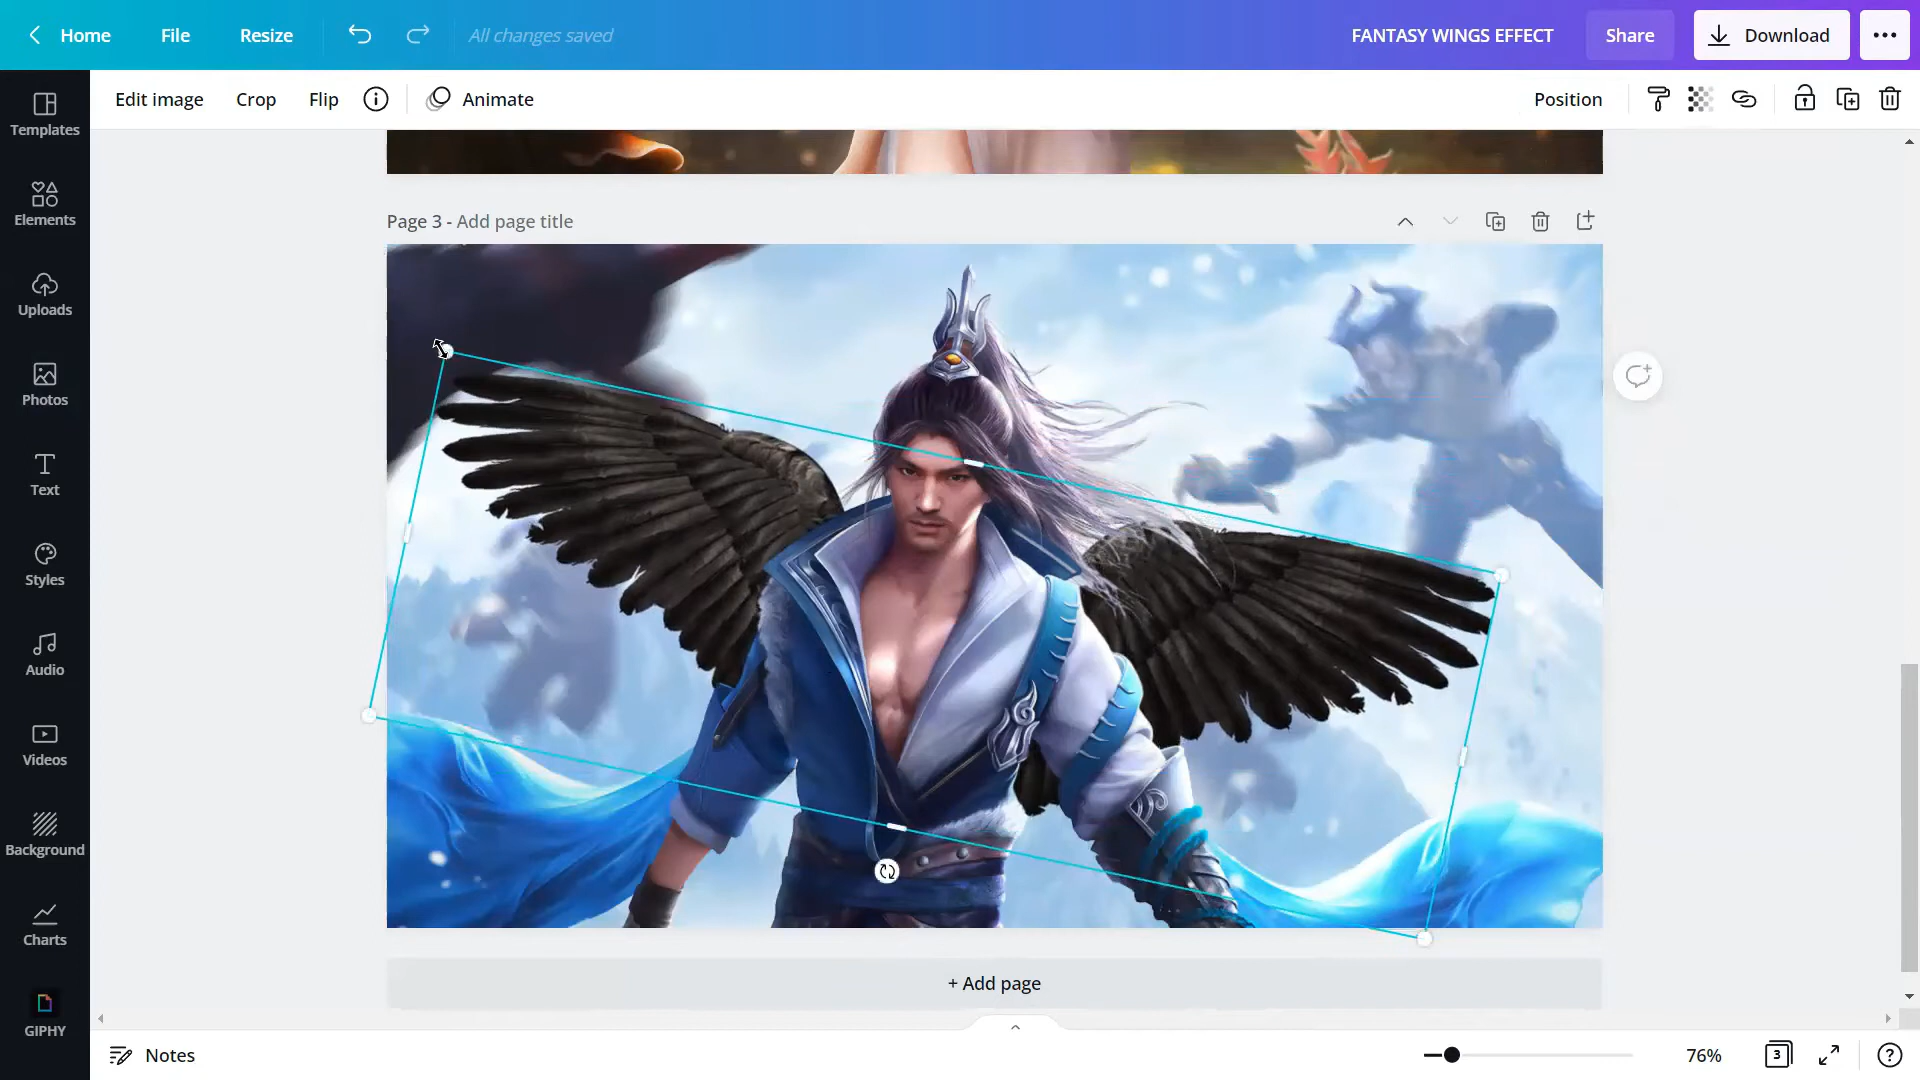 Home File Resize All changes saved FANTASY WINGS EFFECT Share Download
Edit image Crop Flip Animate Position
Templates
Elements
Uploads
Photos
Text
Styles
Audio
Videos
Background
Charts
GIPHY
Page 3 - Add page title
+ Add page
Notes 76% 3